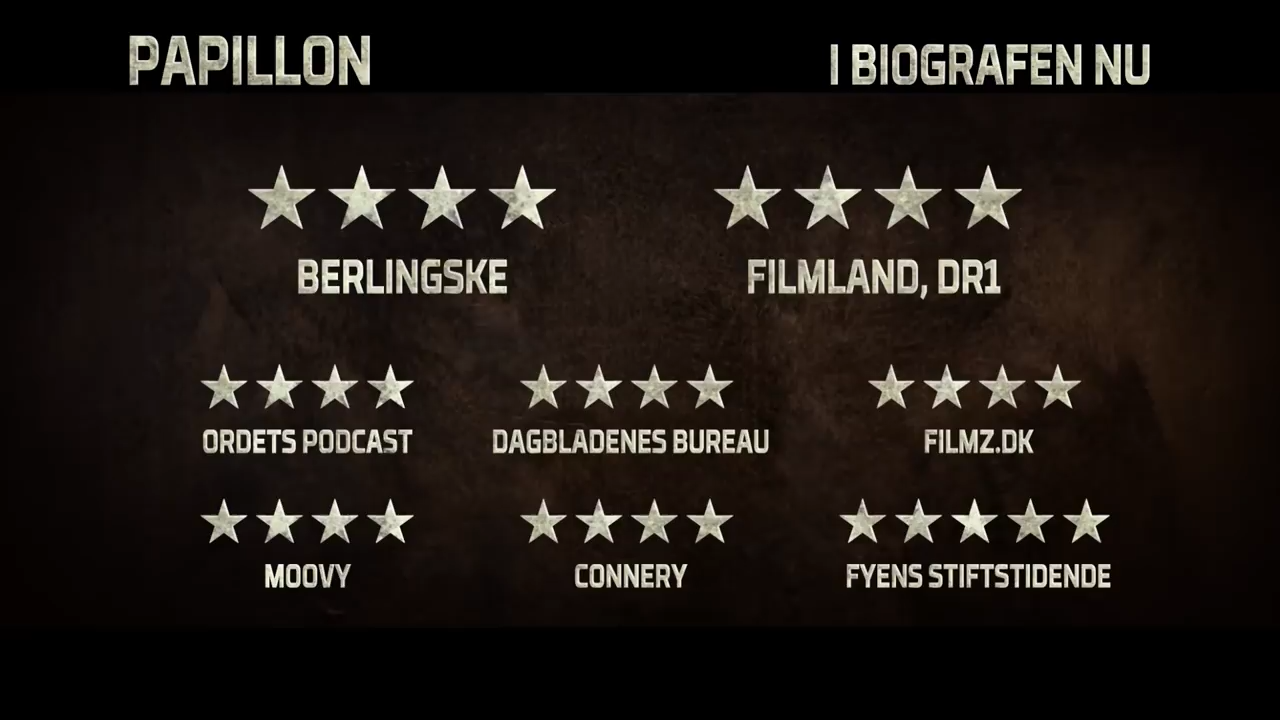 PAPILLON
I BIOGRAFEN NU
BERLINGSKE
FILMLAND, DR1
ORDETS PODCAST
DAGBLADENES BUREAU
FILMZ.DK
MOOVY
CONNERY
FYENS STIFTSTIDENDE